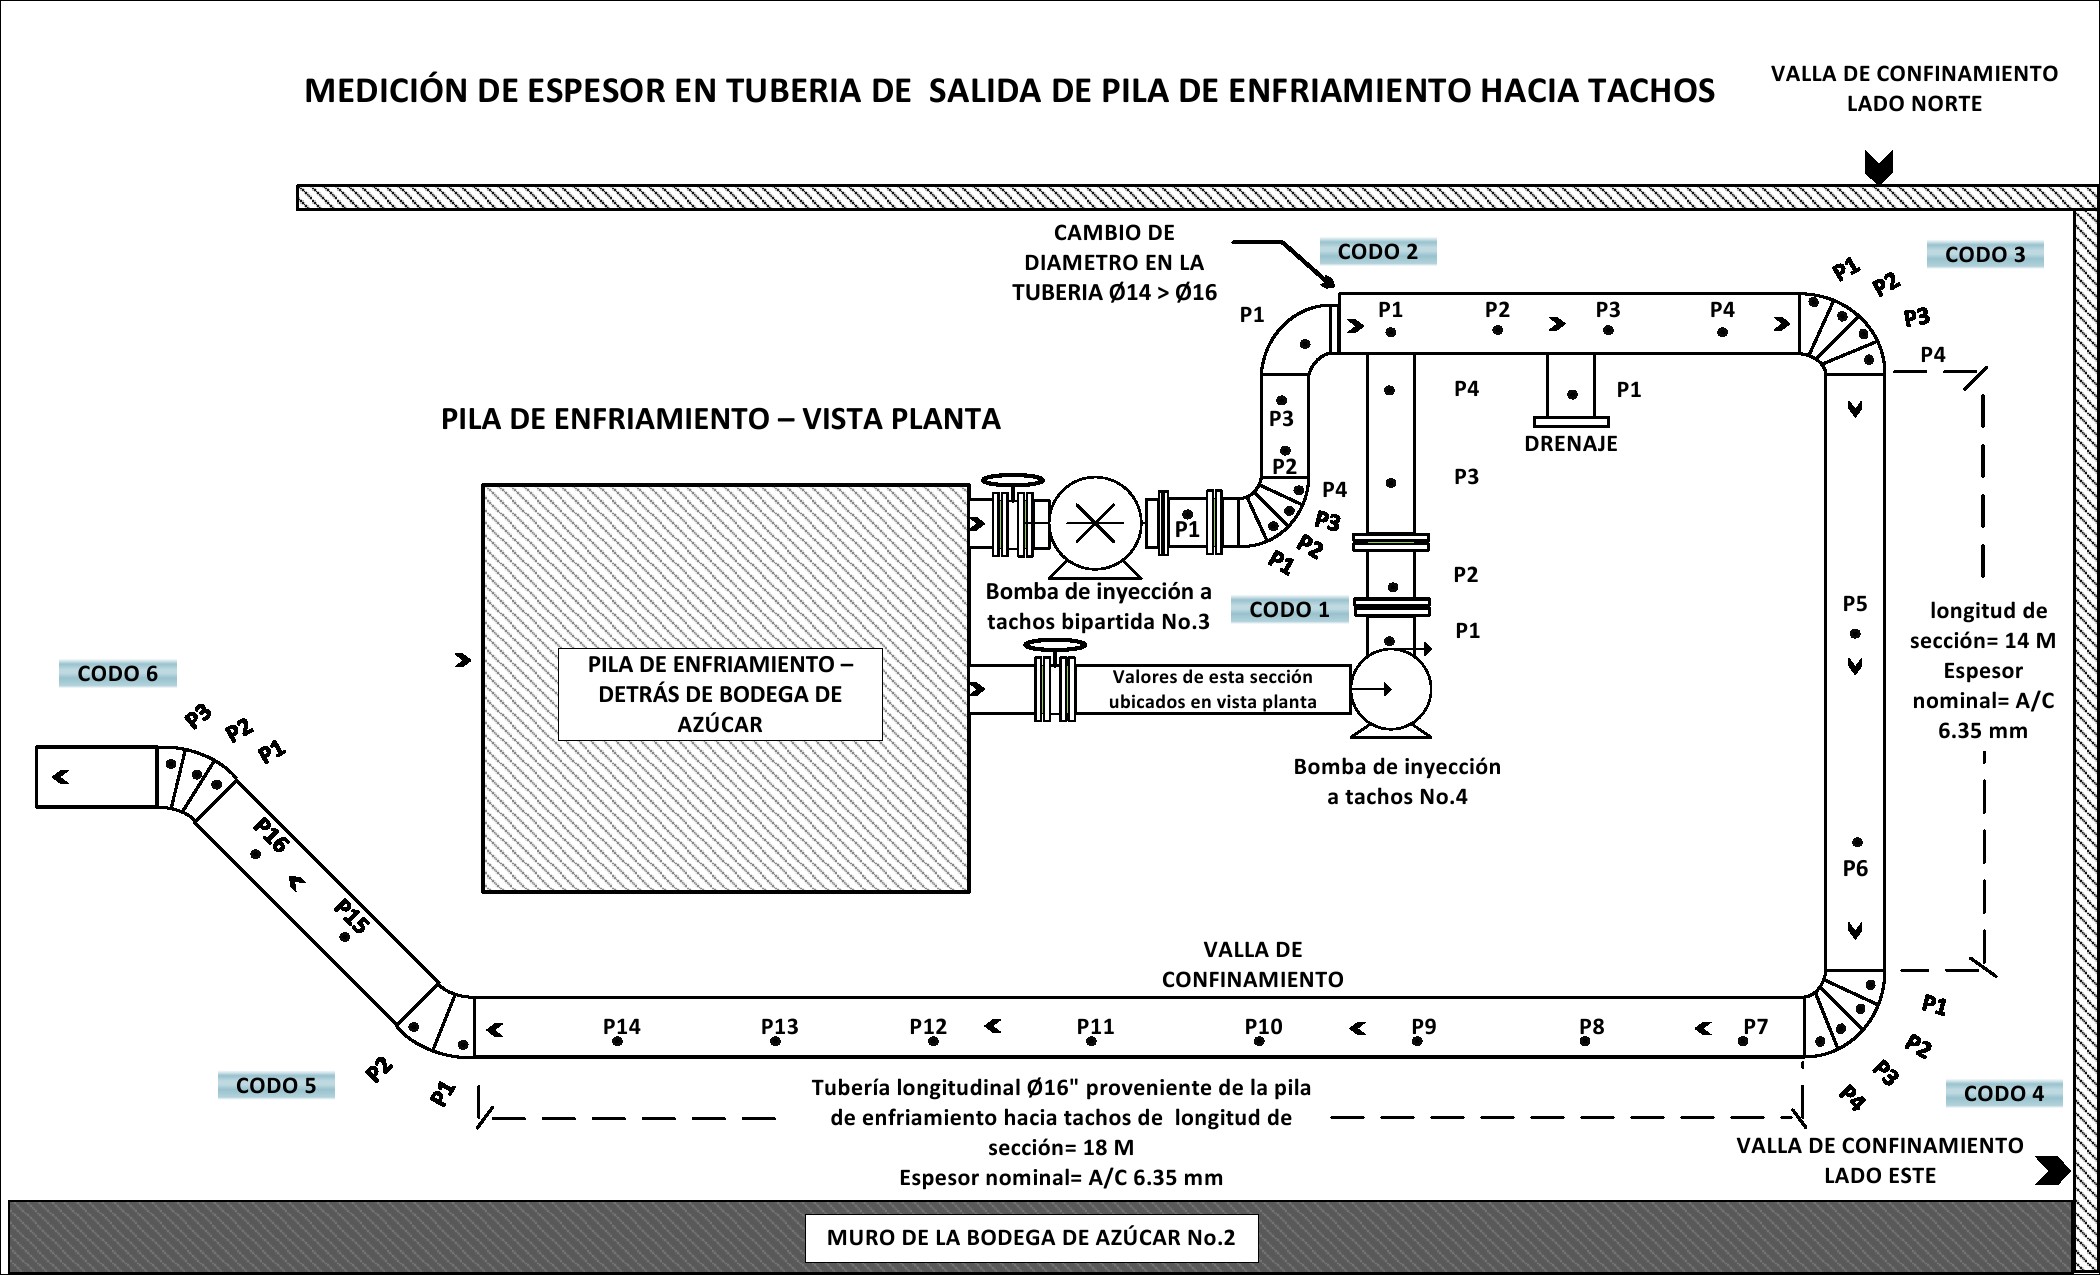 MEDICIÓN DE ESPESOR EN TUBERIA DE SALIDA DE PILA DE ENFRIAMIENTO HACIA TACHOS
VALLA DE CONFINAMIENTO
LADO NORTE
CAMBIO DE
DIAMETRO EN LA
TUBERIA Ø14 > Ø16
CODO 2
CODO 3
P1
P1
P2
P3
P4
P1
P2
P3
P4
P4
P1
DRENAJE
PILA DE ENFRIAMIENTO – VISTA PLANTA
P3
P2
P1
P4
P3
P2
P1
P3
P2
P1
Bomba de inyección a
tachos bipartida No.3
CODO 1
PILA DE ENFRIAMIENTO –
DETRÁS DE BODEGA DE
AZÚCAR
Valores de esta sección
ubicados en vista planta
Bomba de inyección
a tachos No.4
P5
P6
longitud de
sección= 14 M
Espesor
nominal= A/C
6.35 mm
CODO 6
P3
P2
P1
P16
P15
VALLA DE
CONFINAMIENTO
P14
P13
P12
P11
P10
P9
P8
P7
P1
P2
P3
P4
CODO 4
CODO 5
P2
P1
Tubería longitudinal Ø16" proveniente de la pila
de enfriamiento hacia tachos de longitud de
sección= 18 M
Espesor nominal= A/C 6.35 mm
VALLA DE CONFINAMIENTO
LADO ESTE
MURO DE LA BODEGA DE AZÚCAR No.2